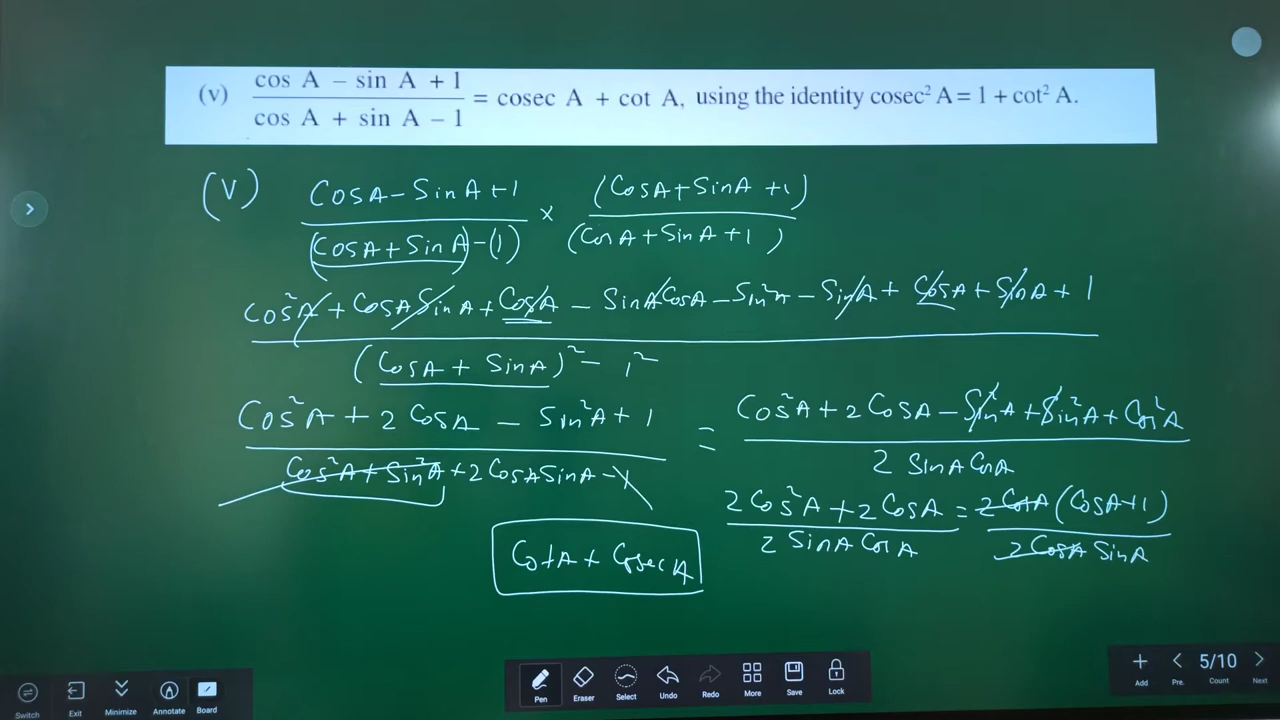 (v) cos A – sin A + 1 / cos A + sin A – 1 = cosec A + cot A, using the identity cosec² A = 1 + cot² A.
(V) CosA - SinA + 1 / (CosA + SinA) - (1) × (CosA + SinA + 1) / (CosA + SinA + 1)
Cos²A + CosA SinA + CosA - SinA CosA - Sin²A - SinA + CosA + SinA + 1
(CosA + SinA)² - 1²
Cos²A + 2 CosA - Sin²A + 1 / Cos²A + Sin²A + 2 CosA SinA - 1 = Cos²A + 2 CosA - Sin²A + Sin²A + Cos²A / 2 SinA CosA
2 Cos²A + 2 CosA / 2 SinA CosA = 2 CosA (CosA + 1) / 2 CosA SinA
CotA + CosecA
Switch Exit Minimize Annotate Board
Pen Eraser Select Undo Redo More Save Lock
Add Pre. 5/10 Count Next